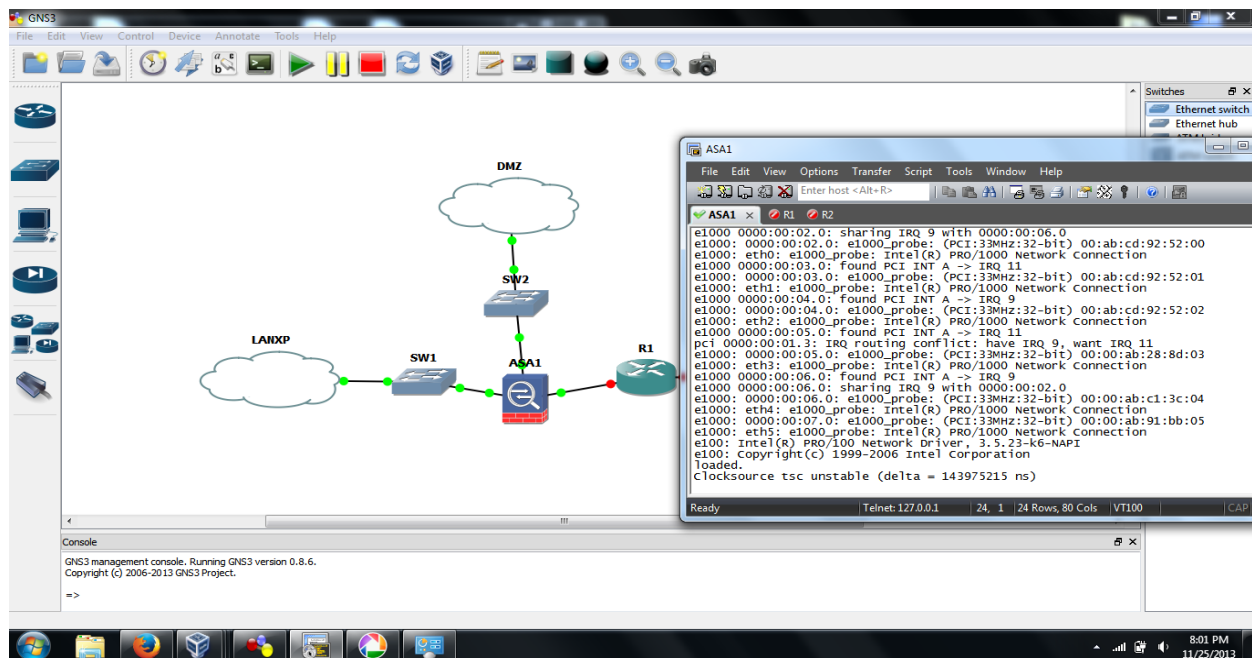 GNS3
File Edit View Control Device Annotate Tools Help
Switches
Ethernet switch
Ethernet hub
DMZ
SW2
LANXP
SW1
ASA1
R1
ASA1
File Edit View Options Transfer Script Tools Window Help
Enter host <Alt+R>
ASA1 R1 R2
e1000 0000:00:02.0: sharing IRQ 9 with 0000:00:06.0
e1000: 0000:00:02.0: e1000_probe: (PCI:33MHz:32-bit) 00:ab:cd:92:52:00
e1000: eth0: e1000_probe: Intel(R) PRO/1000 Network Connection
e1000 0000:00:03.0: found PCI INT A -> IRQ 11
e1000: 0000:00:03.0: e1000_probe: (PCI:33MHz:32-bit) 00:ab:cd:92:52:01
e1000: eth1: e1000_probe: Intel(R) PRO/1000 Network Connection
e1000 0000:00:04.0: found PCI INT A -> IRQ 9
e1000: 0000:00:04.0: e1000_probe: (PCI:33MHz:32-bit) 00:ab:cd:92:52:02
e1000: eth2: e1000_probe: Intel(R) PRO/1000 Network Connection
e1000 0000:00:05.0: found PCI INT A -> IRQ 11
pci 0000:00:01.3: IRQ routing conflict: have IRQ 9, want IRQ 11
e1000: 0000:00:05.0: e1000_probe: (PCI:33MHz:32-bit) 00:00:ab:28:8d:03
e1000: eth3: e1000_probe: Intel(R) PRO/1000 Network Connection
e1000 0000:00:06.0: found PCI INT A -> IRQ 9
e1000 0000:00:06.0: sharing IRQ 9 with 0000:00:02.0
e1000: 0000:00:06.0: e1000_probe: (PCI:33MHz:32-bit) 00:00:ab:c1:3c:04
e1000: eth4: e1000_probe: Intel(R) PRO/1000 Network Connection
e1000: 0000:00:07.0: e1000_probe: (PCI:33MHz:32-bit) 00:00:ab:91:bb:05
e1000: eth5: e1000_probe: Intel(R) PRO/1000 Network Connection
e100: Intel(R) PRO/100 Network Driver, 3.5.23-k6-NAPI
e100: Copyright(c) 1999-2006 Intel Corporation
loaded.
Clocksource tsc unstable (delta = 143975215 ns)
Ready Telnet: 127.0.0.1 24, 1 24 Rows, 80 Cols VT100 CAP
Console
GNS3 management console. Running GNS3 version 0.8.6.
Copyright (c) 2006-2013 GNS3 Project.
=>
8:01 PM
11/25/2013